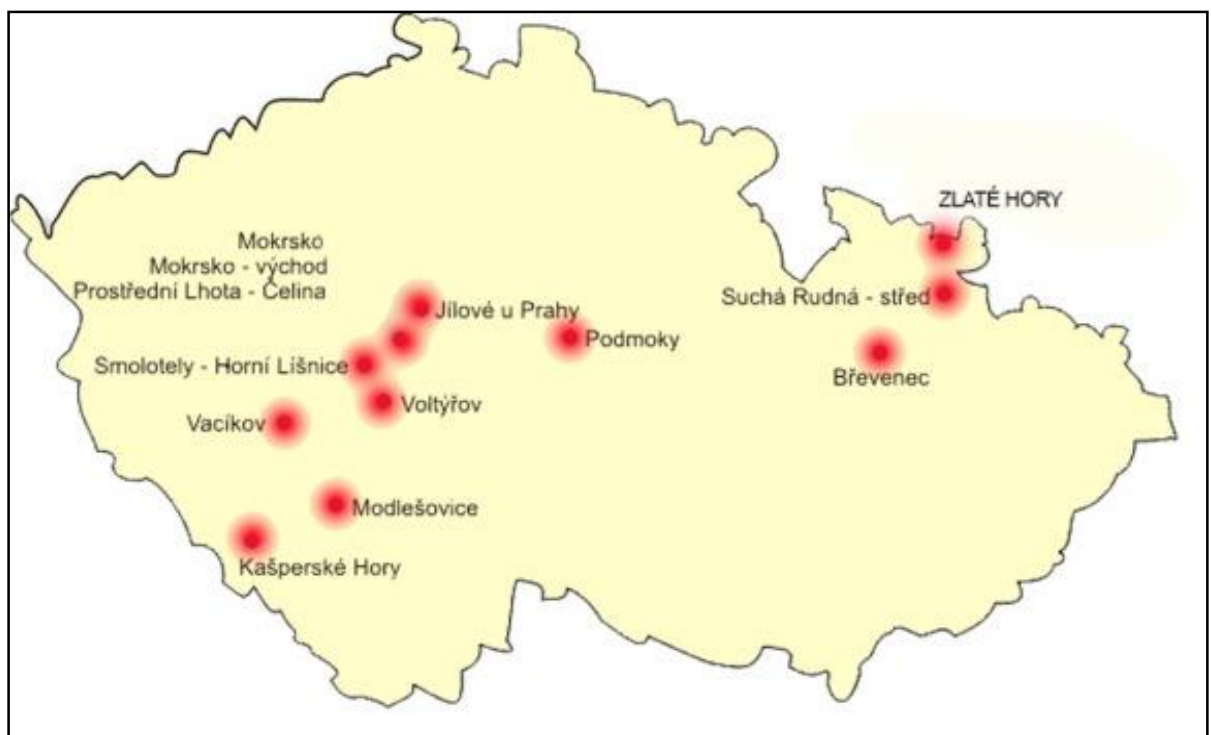 ZLATÉ HORY
Mokrsko
Mokrsko - východ
Prostřední Lhota - Čelina
Suchá Rudná - střed
Jílové u Prahy
Podmoky
Smolotely - Horní Líšnice
Břevenec
Voltýřov
Vacíkov
Modlešovice
Kašperské Hory